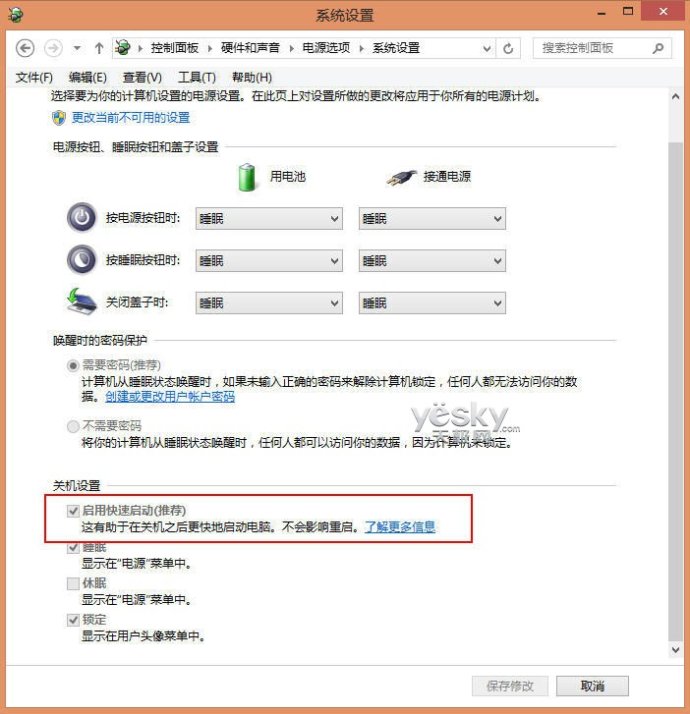 系统设置
控制面板 硬件和声音 电源选项 系统设置
搜索控制面板
文件(F) 编辑(E) 查看(V) 工具(T) 帮助(H)
选择要为你的计算机设置的电源设置。在此页上对设置所做的更改将应用于你所有的电源计划。
更改当前不可用的设置
电源按钮、睡眠按钮和盖子设置
用电池 接通电源
按电源按钮时: 睡眠 睡眠
按睡眠按钮时: 睡眠 睡眠
关闭盖子时: 睡眠 睡眠
唤醒时的密码保护
需要密码(推荐)
计算机从睡眠状态唤醒时，如果未输入正确的密码来解除计算机锁定，任何人都无法访问你的数
据。创建或更改用户帐户密码
不需要密码
将你的计算机从睡眠状态唤醒时，任何人都可以访问你的数据，因为计算机未锁定。
yësky.com
天极网
关机设置
启用快速启动(推荐)
这有助于在关机之后更快地启动电脑。不会影响重启。了解更多信息
睡眠
显示在"电源"菜单中。
休眠
显示在"电源"菜单中。
锁定
显示在用户头像菜单中。
保存修改 取消